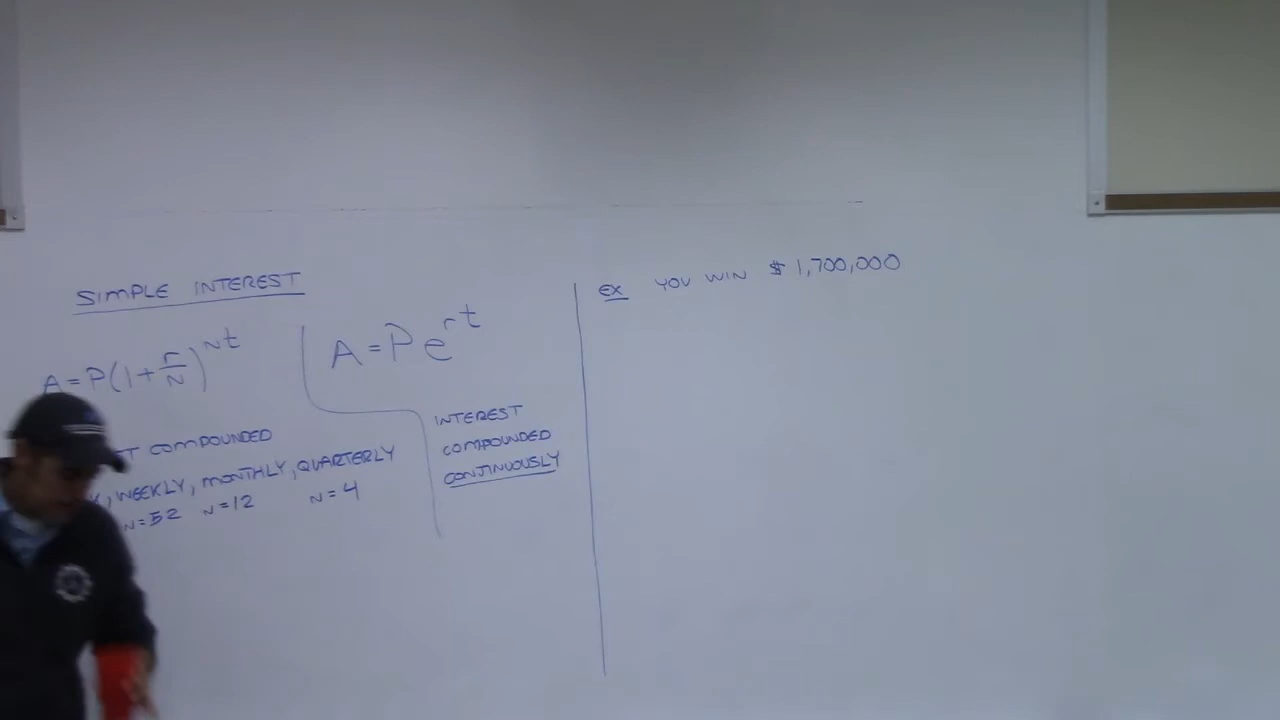 SIMPLE INTEREST
A = P(1 + r/N)^Nt
COMPOUNDED
, WEEKLY, MONTHLY, QUARTERLY
N = 52 N = 12 N = 4
A = Pe^rt
INTEREST
COMPOUNDED
CONTINUOUSLY
EX YOU WIN $ 1,700,000